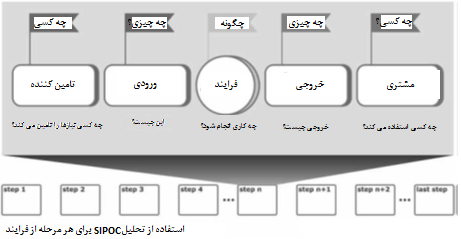 چه کسی؟ چه چیزی؟ چگونه چه چیزی؟ چه کسی؟
تامین کننده ورودی فرایند خروجی مشتری
چه کسی نیازها را تامین می کند؟ این چیست؟ چه کاری انجام شود؟ خروجی چیست؟ چه کسی استفاده می کند؟
step 1 step 2 step 3 step 4 ... step n step n+1 step n+2 ... last step
استفاده از تحلیل SIPOC برای هر مرحله از فرایند